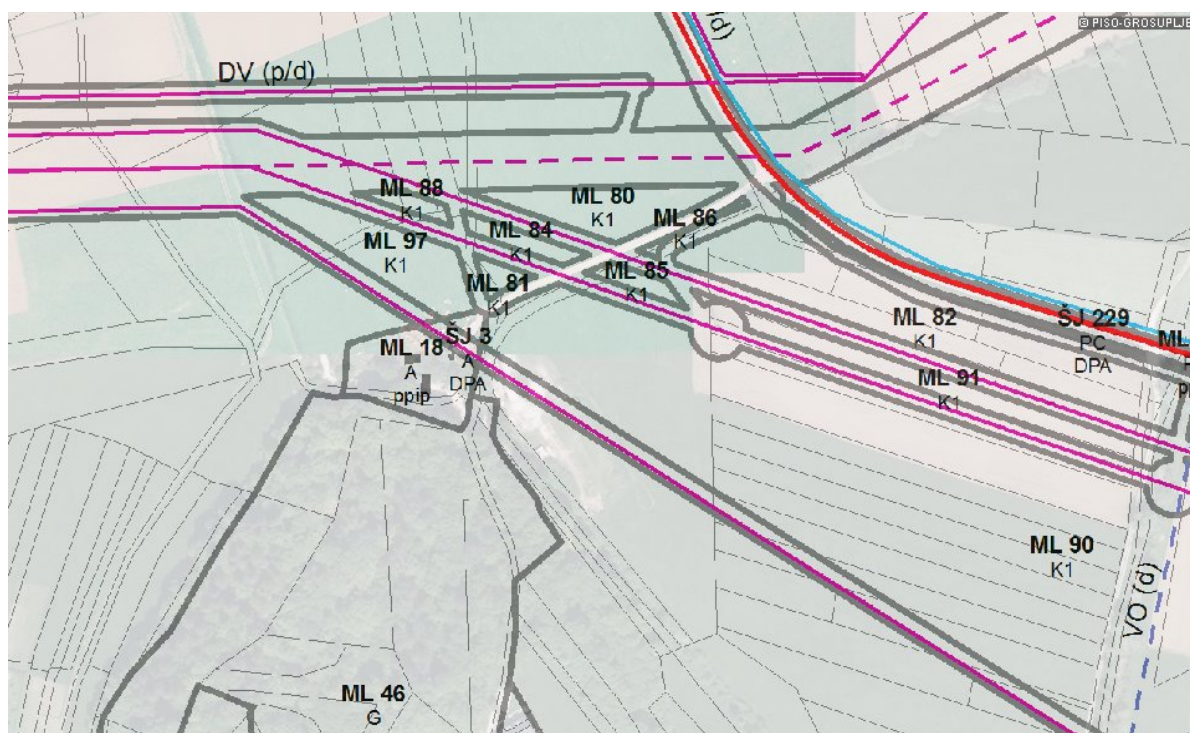 © PISO-GROSUPLJE
/d)
DV (p/d)
ML 88
K1
ML 80
K1
ML 97
K1
ML 84
K1
ML 86
K1
ML 85
K1
ML 81
K1
ML 18
A
ppip
ŠJ 3
A
DPA
ML 82
K1
ŠJ 229
PC
DPA
ML
ML 91
K1
ML 90
K1
VO (d)
ML 46
G